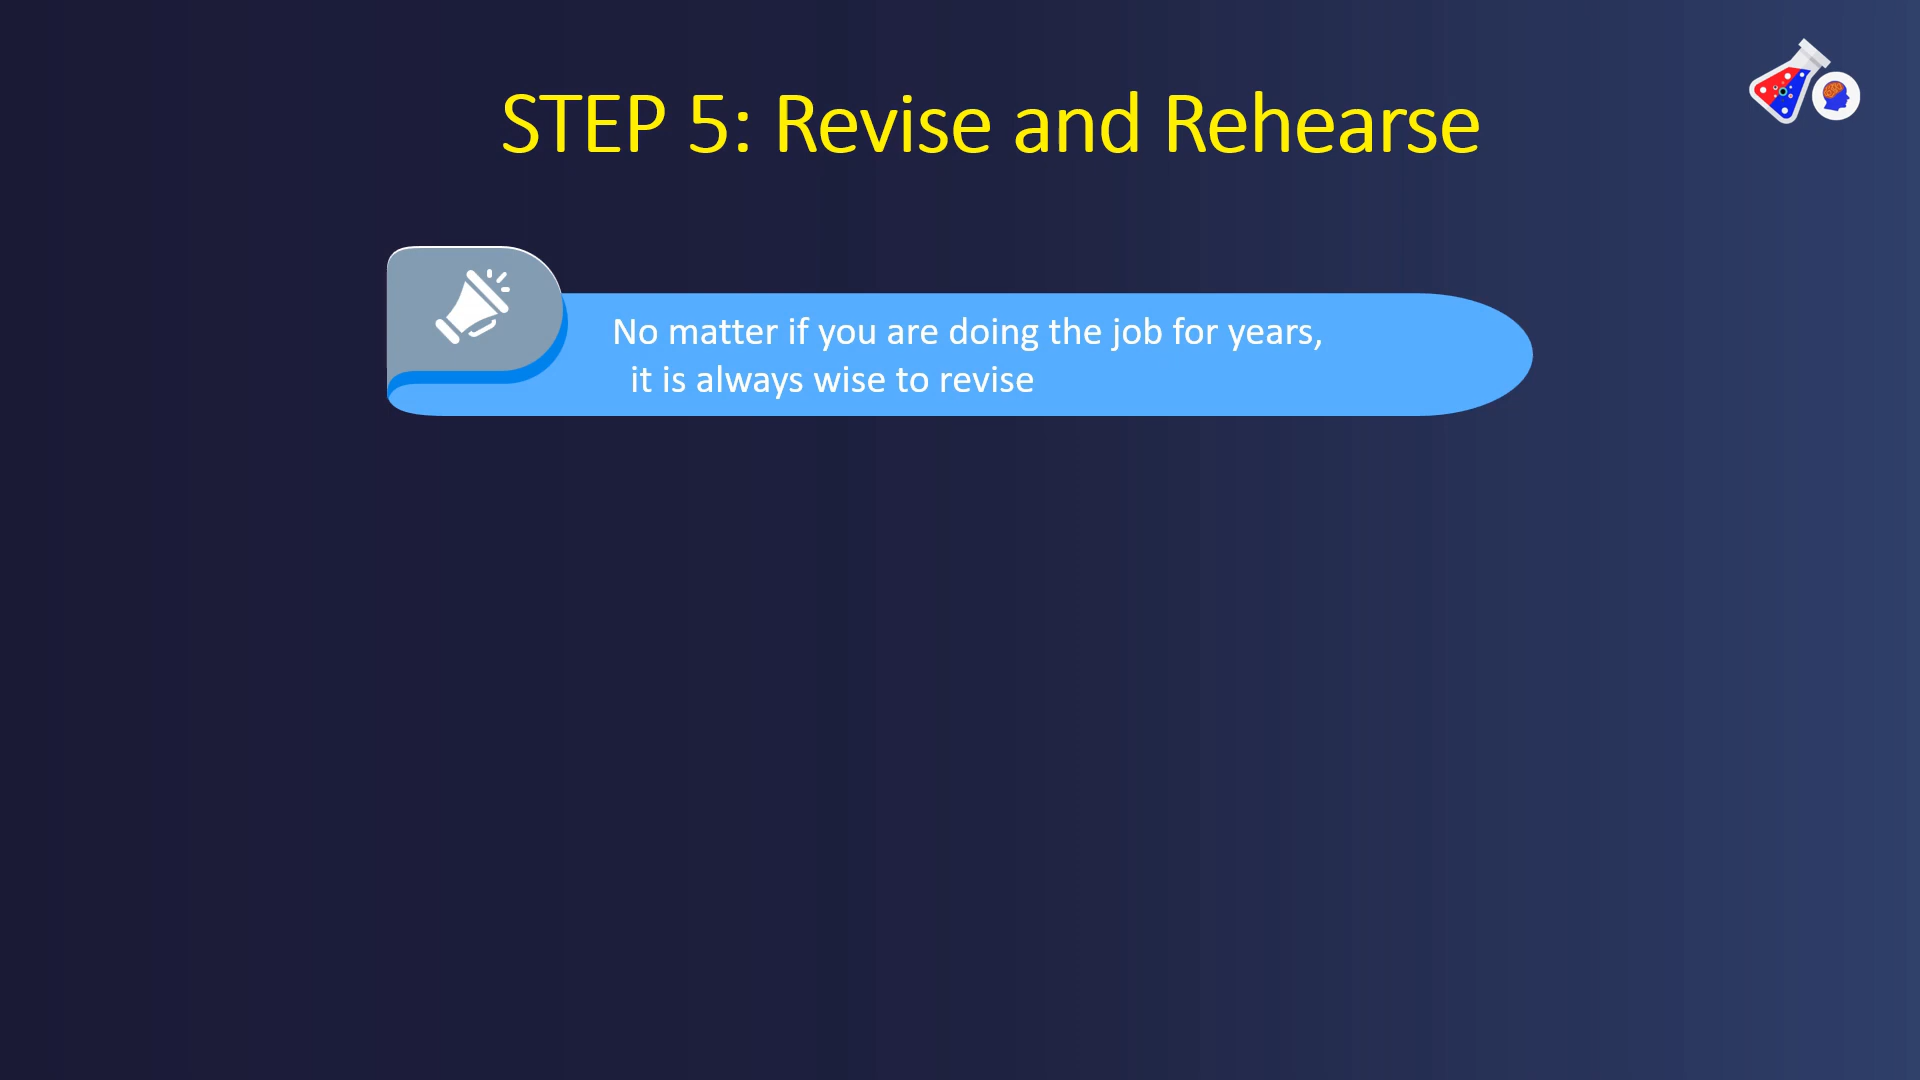 STEP 5: Revise and Rehearse
No matter if you are doing the job for years,
it is always wise to revise